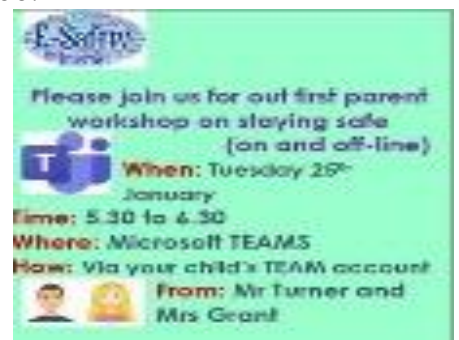 E-Safety
Please join us for out first parent
workshop on staying safe
(on and off-line)
When: Tuesday 25th
January
Time: 5.30 to 6.30
Where: Microsoft TEAMS
How: Via your child's TEAM account
From: Mr Turner and
Mrs Grant